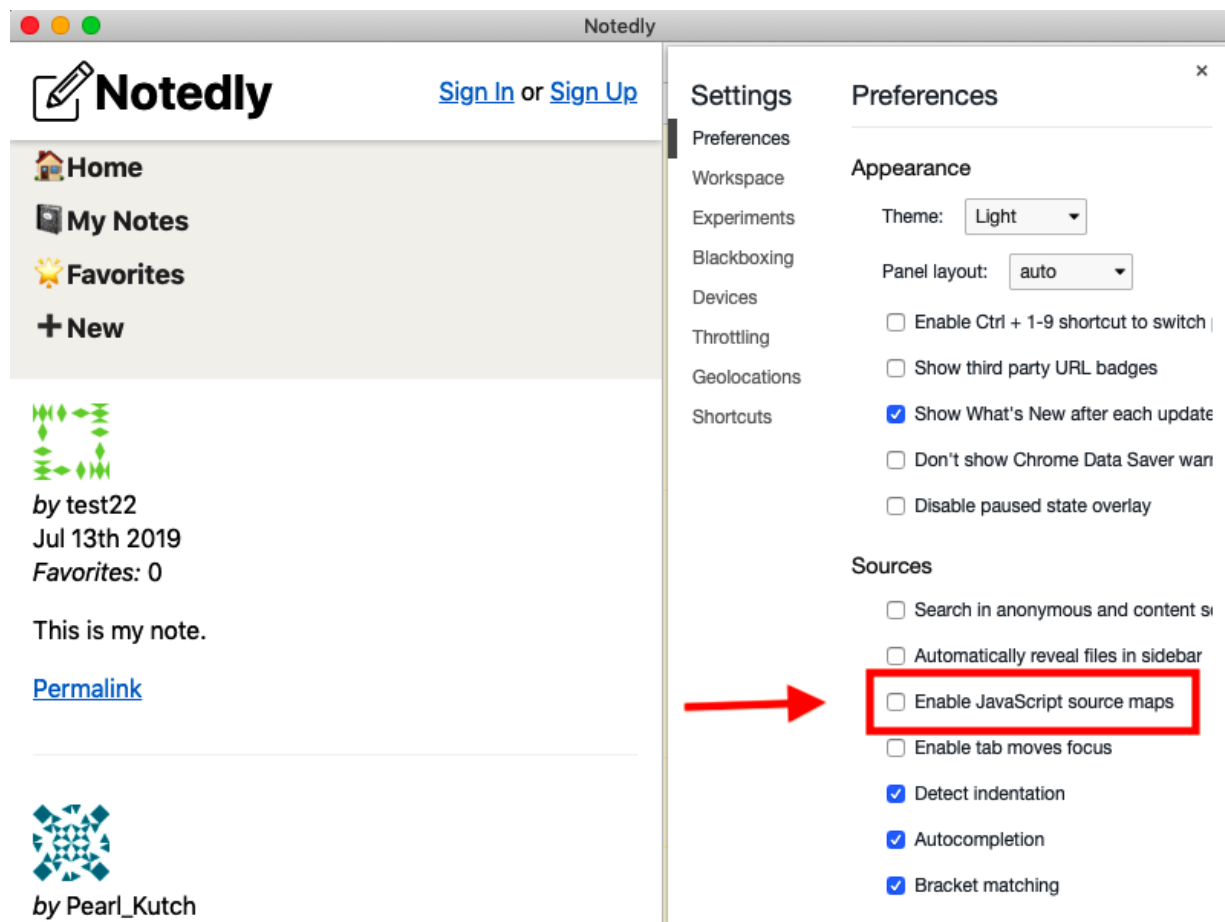 Notedly
Notedly
Sign In or Sign Up
Home
My Notes
Favorites
New
by test22
Jul 13th 2019
Favorites: 0
This is my note.
Permalink
by Pearl_Kutch
Settings
Preferences
Workspace
Experiments
Blackboxing
Devices
Throttling
Geolocations
Shortcuts
Preferences
Appearance
Theme: Light
Panel layout: auto
Enable Ctrl + 1-9 shortcut to switch
Show third party URL badges
Show What's New after each update
Don't show Chrome Data Saver
Disable paused state overlay
Sources
Search in anonymous and content
Automatically reveal files in sidebar
Enable JavaScript source maps
Enable tab moves focus
Detect indentation
Autocompletion
Bracket matching